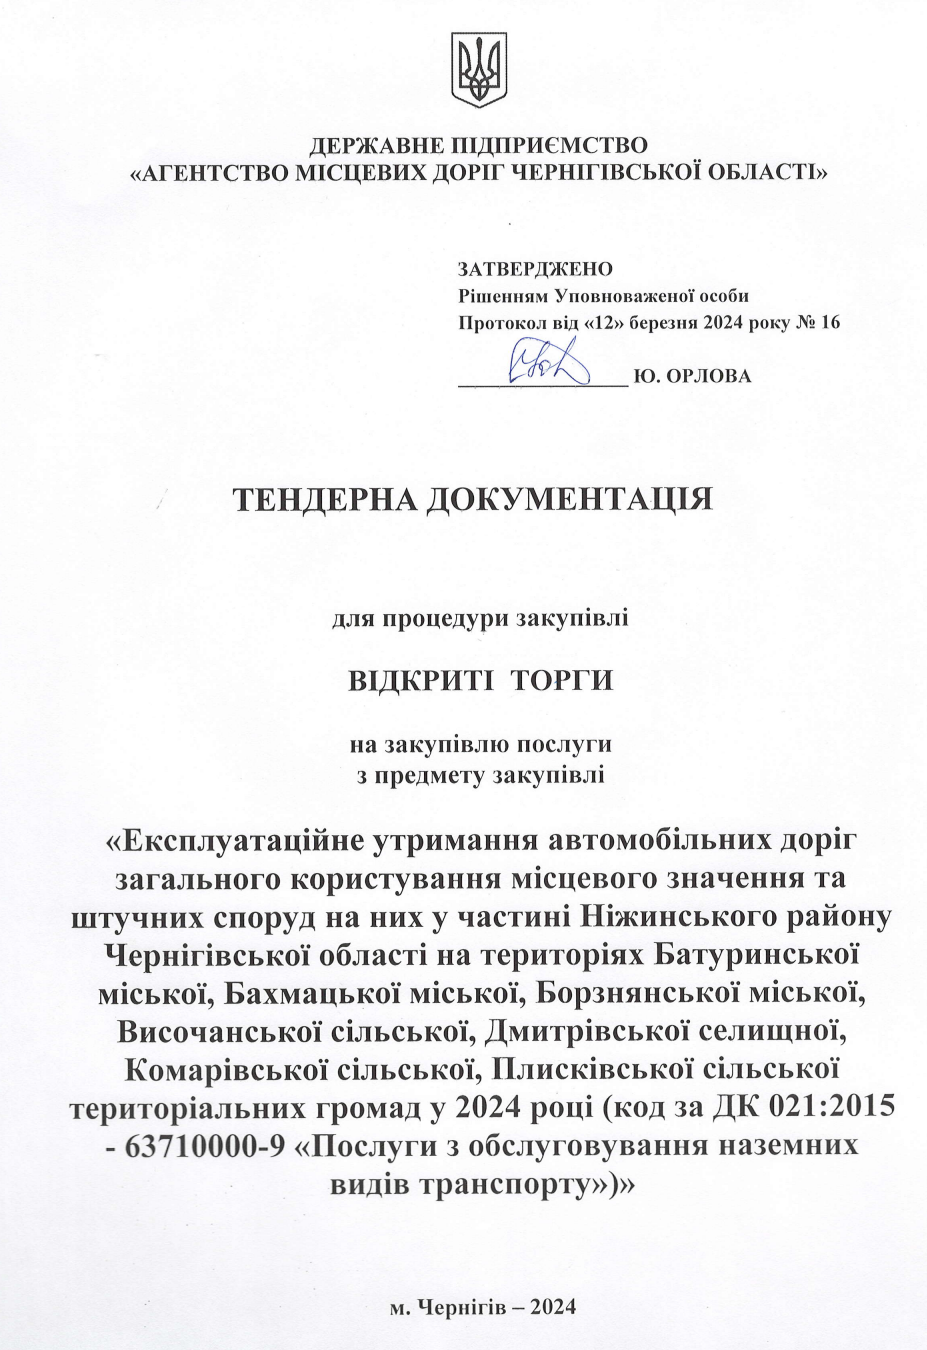 ДЕРЖАВНЕ ПІДПРИЄМСТВО
«АГЕНТСТВО МІСЦЕВИХ ДОРІГ ЧЕРНІГІВСЬКОЇ ОБЛАСТІ»
ЗАТВЕРДЖЕНО
Рішенням Уповноваженої особи
Протокол від «12» березня 2024 року № 16
Ю. ОРЛОВА
ТЕНДЕРНА ДОКУМЕНТАЦІЯ
для процедури закупівлі
ВІДКРИТІ ТОРГИ
на закупівлю послуги
з предмету закупівлі
«Експлуатаційне утримання автомобільних доріг
загального користування місцевого значення та
штучних споруд на них у частині Ніжинського району
Чернігівської області на територіях Батуринської
міської, Бахмацької міської, Борзнянської міської,
Височанської сільської, Дмитрівської селищної,
Комарівської сільської, Плисківської сільської
територіальних громад у 2024 році (код за ДК 021:2015
- 63710000-9 «Послуги з обслуговування наземних
видів транспорту»)»
м. Чернігів – 2024